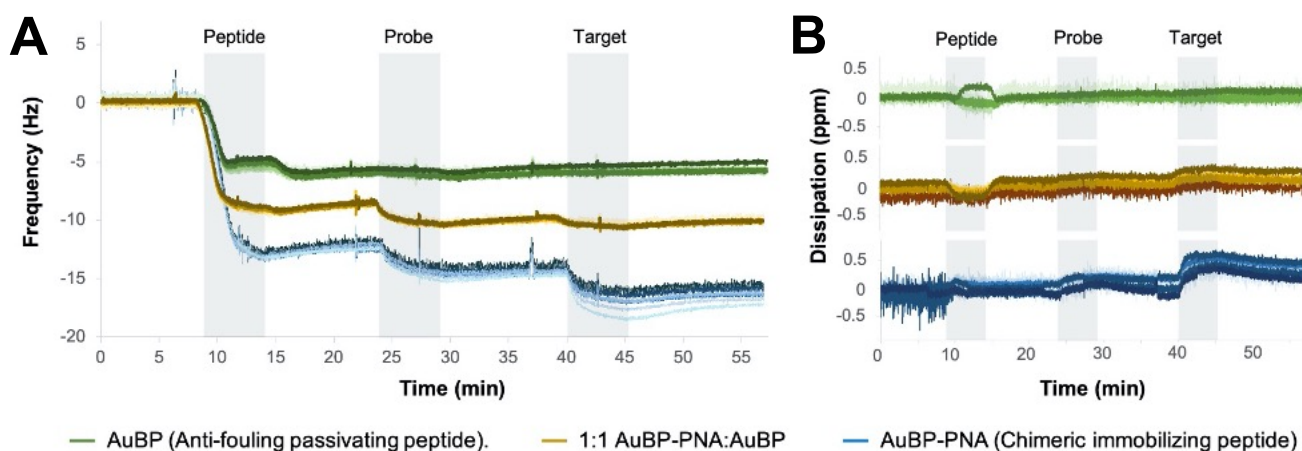 A
B
Peptide Probe Target
5
0
-5
-10
-15
-20
Frequency (Hz)
0 5 10 15 20 25 30 35 40 45 50 55
Time (min)
Peptide Probe Target
0.5
0
-0.5
0.5
0
-0.5
0.5
0
-0.5
Dissipation (ppm)
0 10 20 30 40 50
Time (min)
AuBP (Anti-fouling passivating peptide). 1:1 AuBP-PNA:AuBP AuBP-PNA (Chimeric immobilizing peptide)